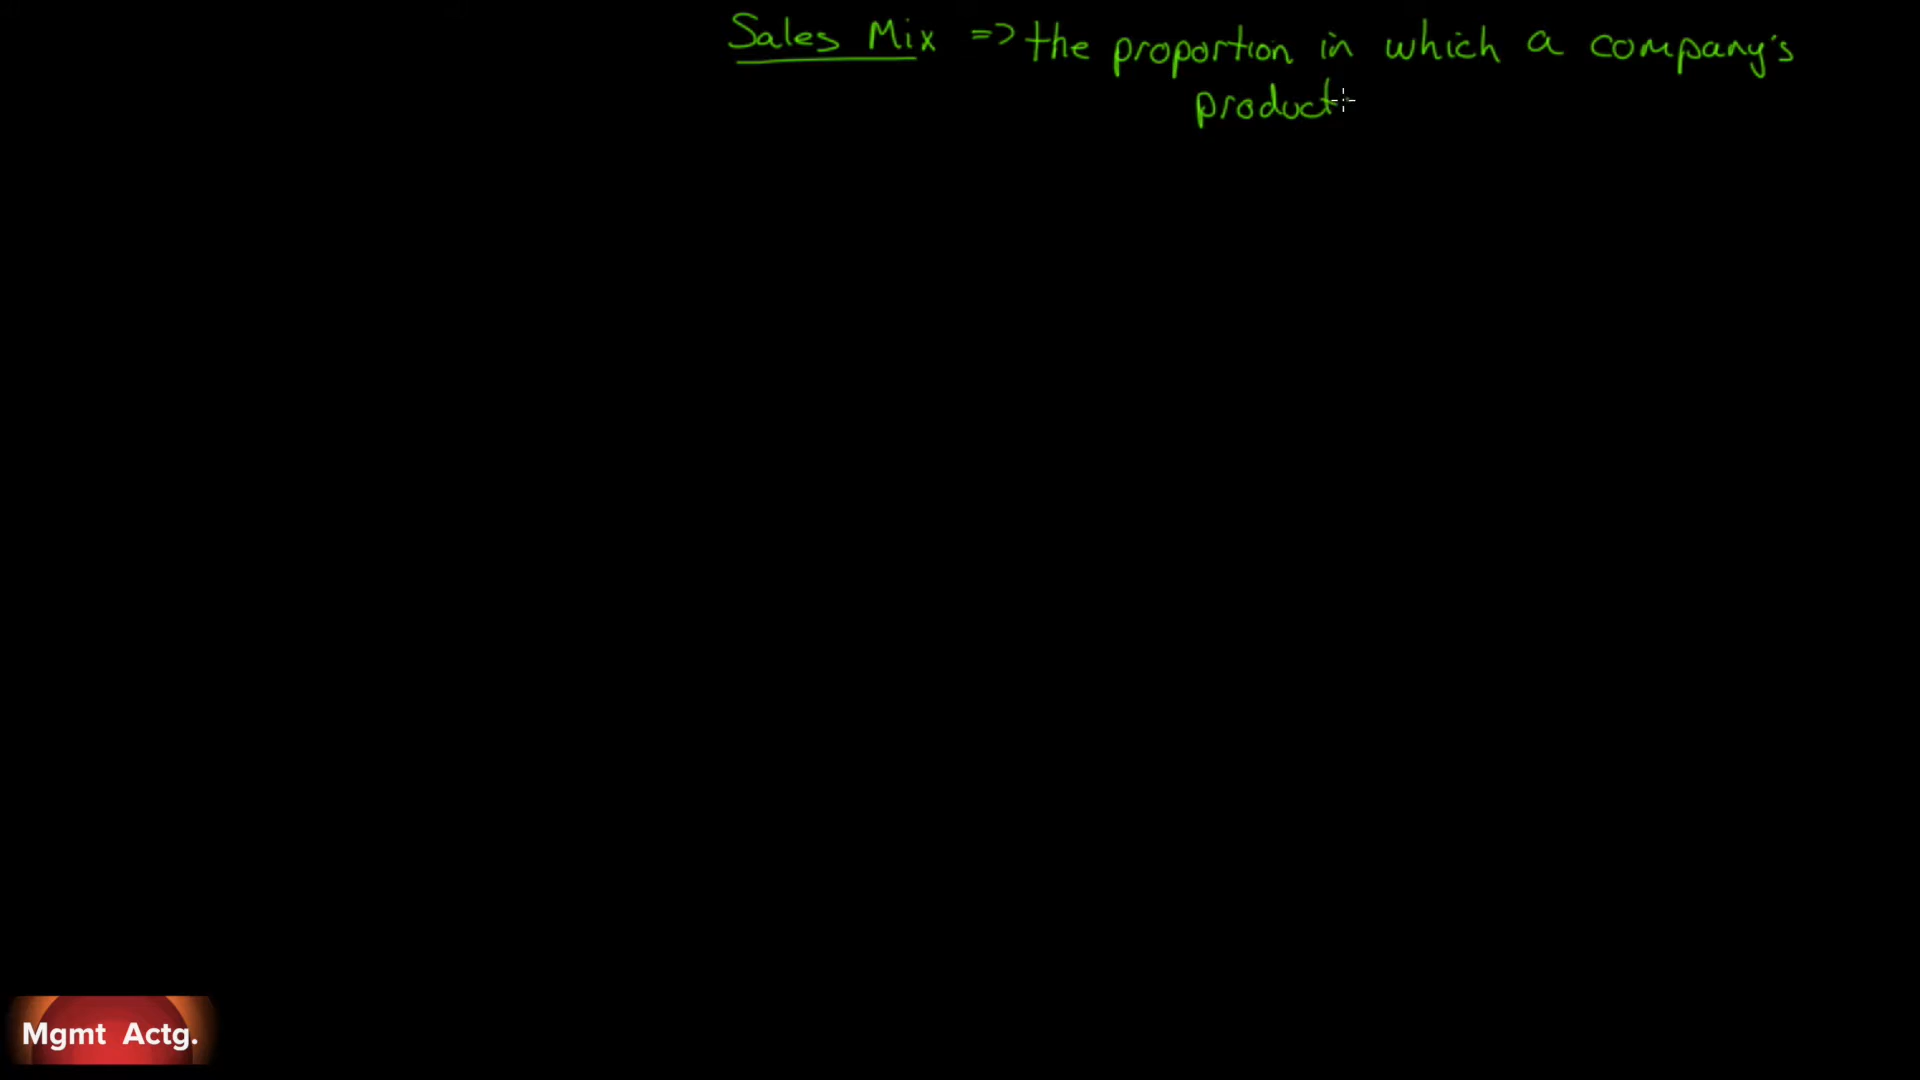 Sales Mix => the proportion in which a company's
product
Mgmt Actg.